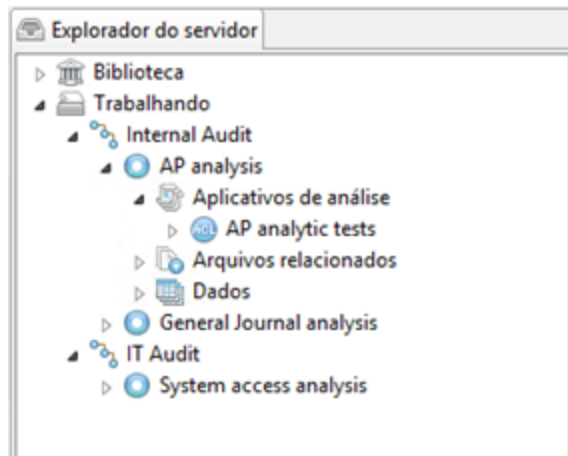 Explorador do servidor
Biblioteca
Trabalhando
Internal Audit
AP analysis
Aplicativos de análise
ACL AP analytic tests
Arquivos relacionados
Dados
General Journal analysis
IT Audit
System access analysis